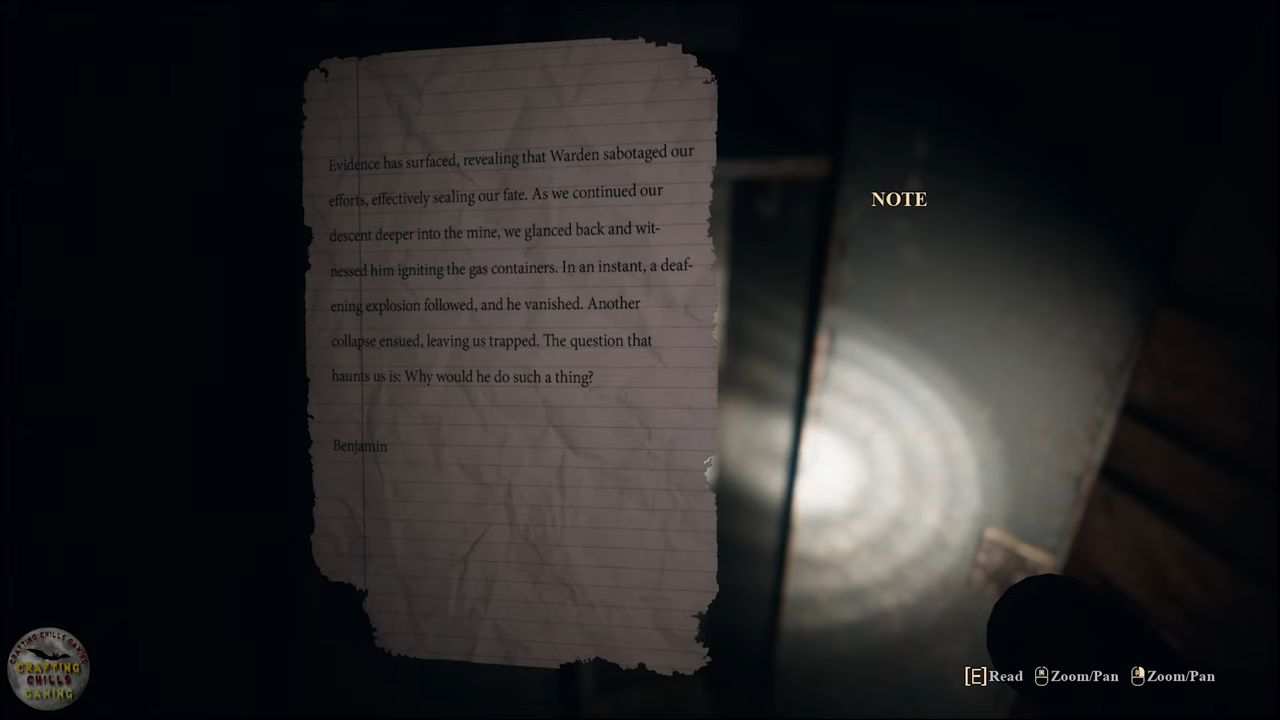 Evidence has surfaced, revealing that Warden sabotaged our
efforts, effectively sealing our fate. As we continued our
descent deeper into the mine, we glanced back and wit-
nessed him igniting the gas containers. In an instant, a deaf-
ening explosion followed, and he vanished. Another
collapse ensued, leaving us trapped. The question that
haunts us is: Why would he do such a thing?
Benjamin
NOTE
[E]Read Zoom/Pan Zoom/Pan
CRAFTING CHILLS GAMING
CRAFTING
CHILLS
GAMING